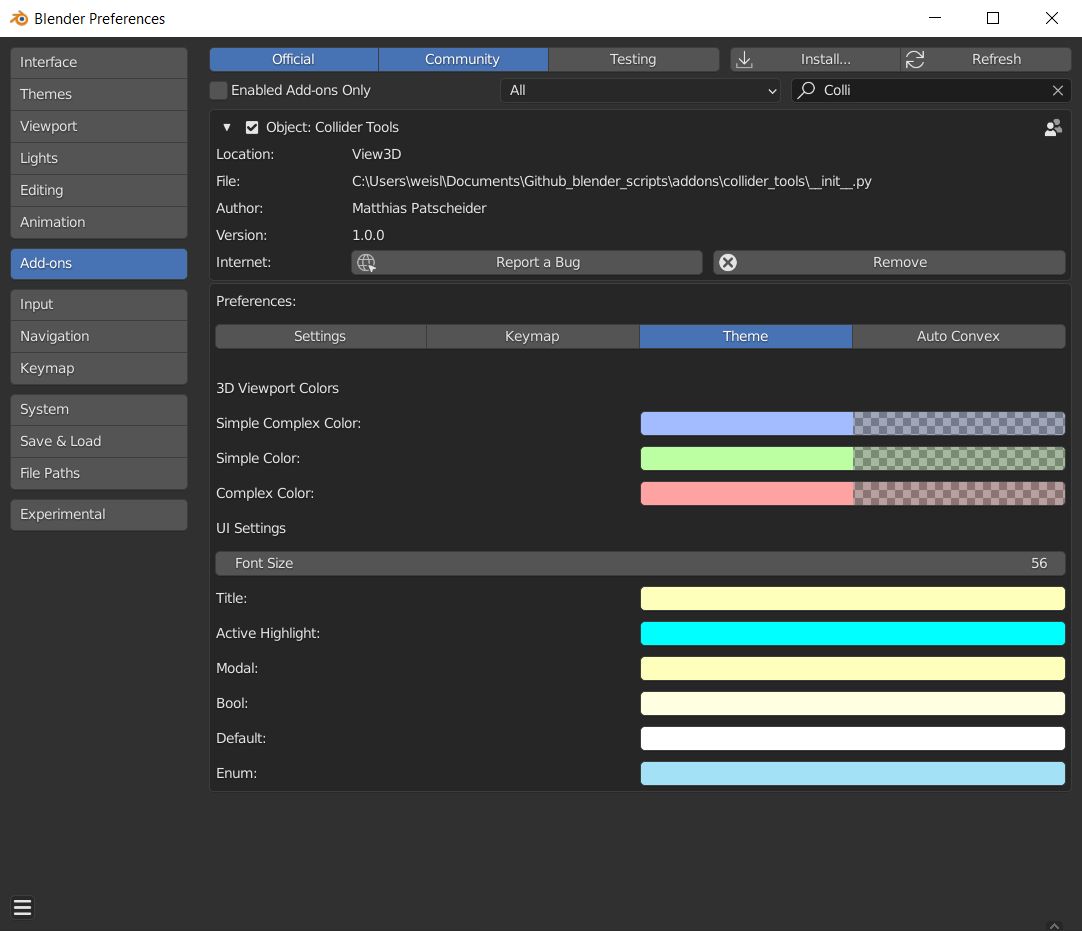 Blender Preferences
Interface
Themes
Viewport
Lights
Editing
Animation
Add-ons
Input
Navigation
Keymap
System
Save & Load
File Paths
Experimental
Official Community Testing Install... Refresh
Enabled Add-ons Only All Colli
Object: Collider Tools
Location: View3D
File: C:\Users\weisl\Documents\Github_blender_scripts\addons\collider_tools\__init__.py
Author: Matthias Patscheider
Version: 1.0.0
Internet: Report a Bug Remove
Preferences:
Settings Keymap Theme Auto Convex
3D Viewport Colors
Simple Complex Color:
Simple Color:
Complex Color:
UI Settings
Font Size 56
Title:
Active Highlight:
Modal:
Bool:
Default:
Enum: